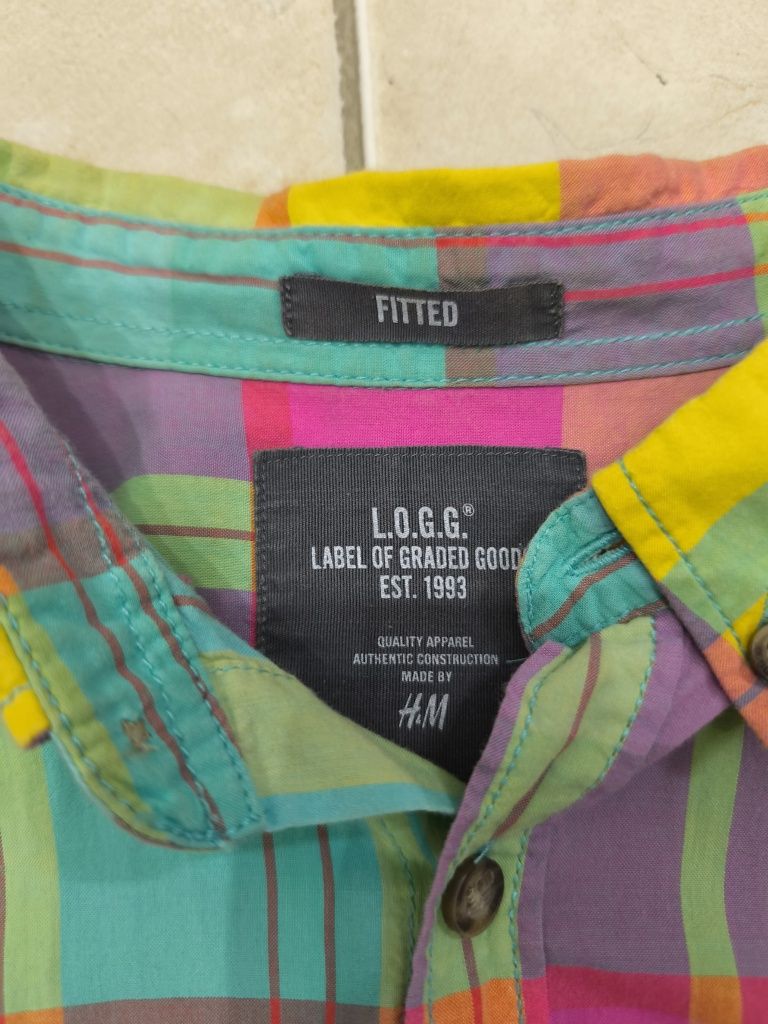 FITTED
L.O.G.G.®
LABEL OF GRADED GOOD
EST. 1993
QUALITY APPAREL
AUTHENTIC CONSTRUCTION
MADE BY
H&M